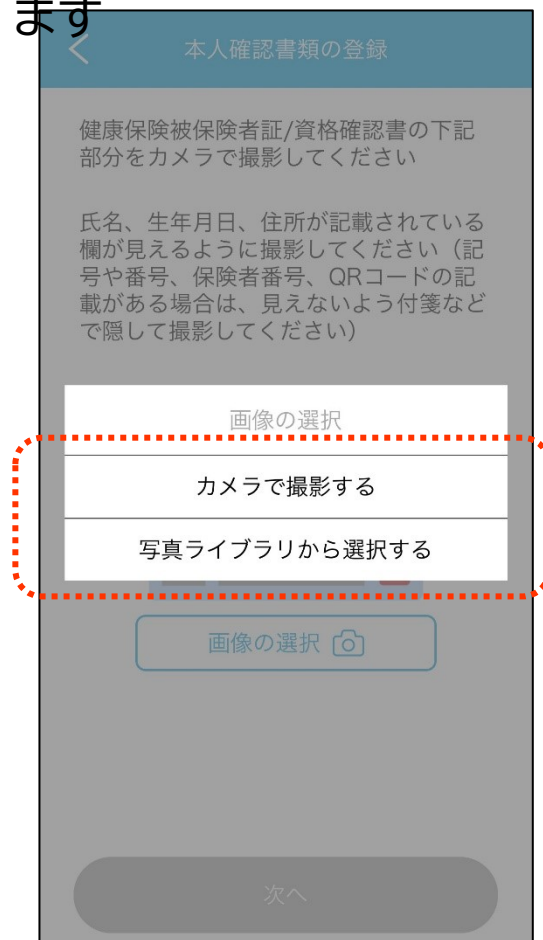 ます
本人確認書類の登録
健康保険被保険者証/資格確認書の下記
部分をカメラで撮影してください
氏名、生年月日、住所が記載されている
欄が見えるように撮影してください（記
号や番号、保険者番号、QRコードの記
載がある場合は、見えないよう付箋など
で隠して撮影してください）
画像の選択
カメラで撮影する
写真ライブラリから選択する
画像の選択
次へ